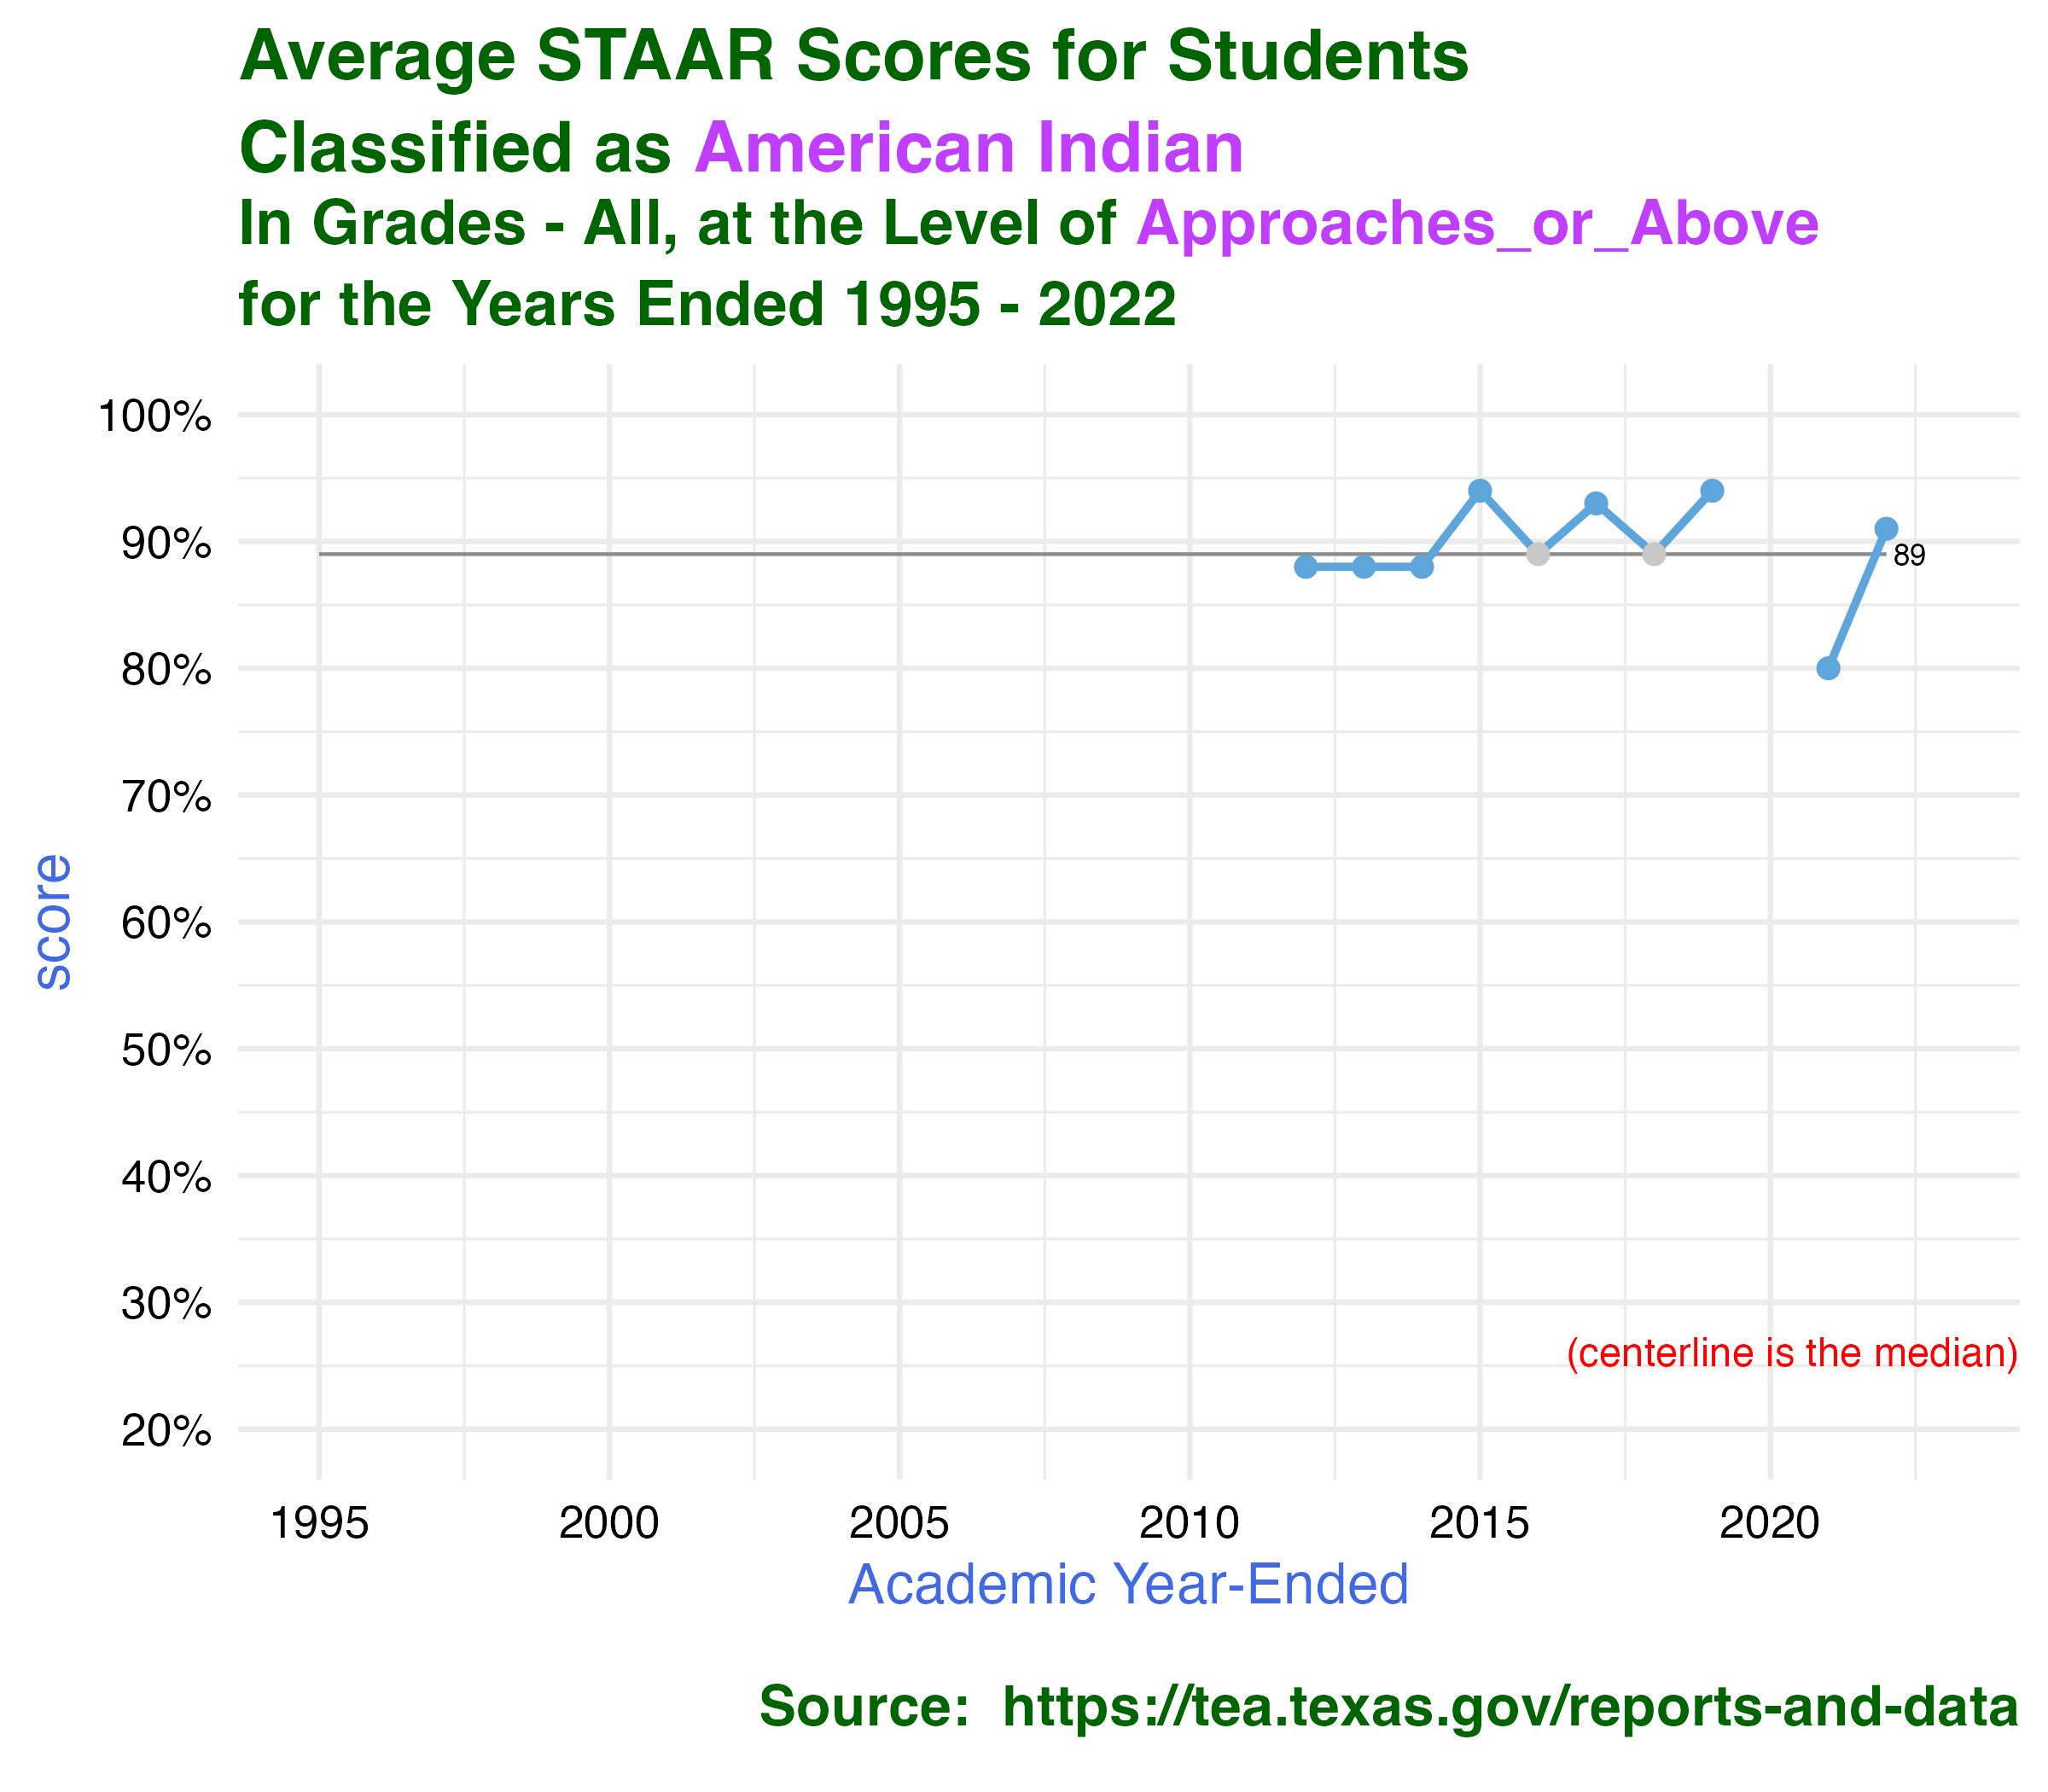 Average STAAR Scores for Students
Classified as American Indian
In Grades - All, at the Level of Approaches_or_Above
for the Years Ended 1995 - 2022
100%
90%
89
80%
70%
60%
score
50%
40%
30%
(centerline is the median)
20%
1995 2000 2005 2010 2015 2020
Academic Year-Ended
Source:  https://tea.texas.gov/reports-and-data